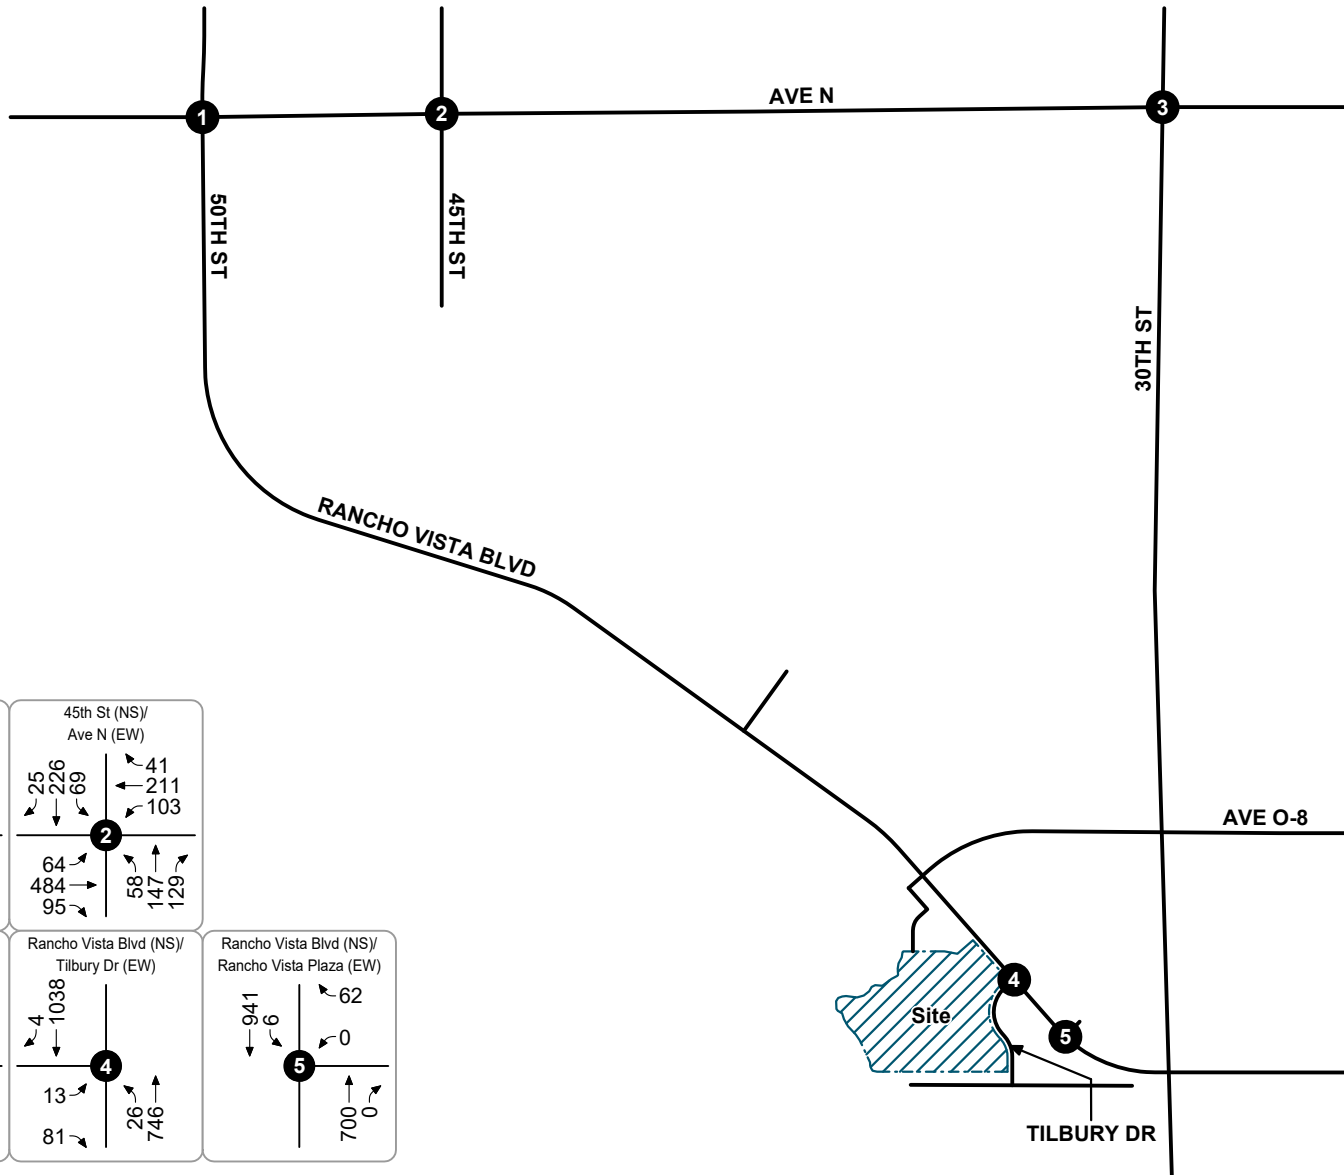 AVE N
1
2
3
50TH ST
45TH ST
30TH ST
RANCHO VISTA BLVD
AVE O-8
4
Site
5
TILBURY DR
45th St (NS)/
Ave N (EW)
25
226
69
41
211
103
2
64
484
95
58
147
129
Rancho Vista Blvd (NS)/
Tilbury Dr (EW)
4
1038
4
13
81
26
746
Rancho Vista Blvd (NS)/
Rancho Vista Plaza (EW)
941
6
62
0
5
700
0